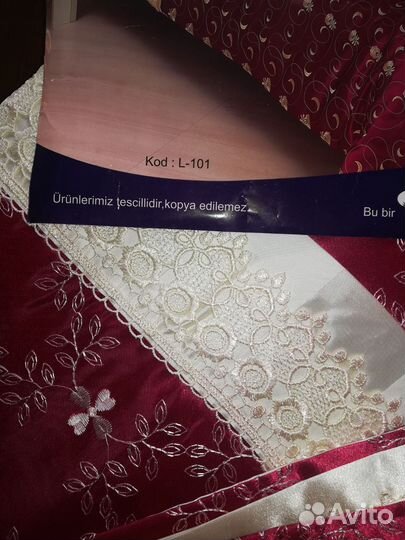 Kod : L-101
Ürünlerimiz tescillidir,kopya edilemez.
Bu bir
Avito